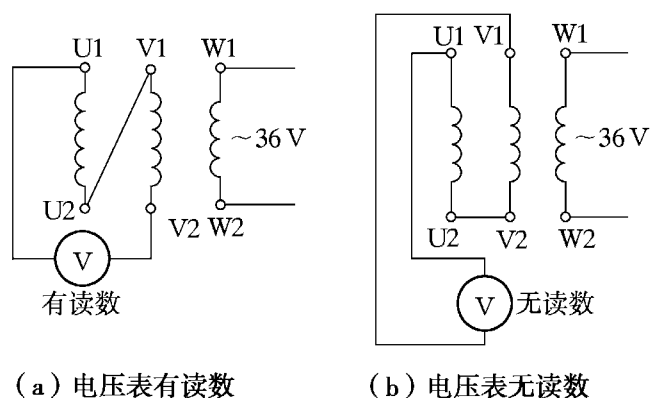 U1 V1 W1
~36 V
U2 V2 W2
V
有读数
(a)电压表有读数
U1 V1 W1
~36 V
U2 V2 W2
V 无读数
(b)电压表无读数